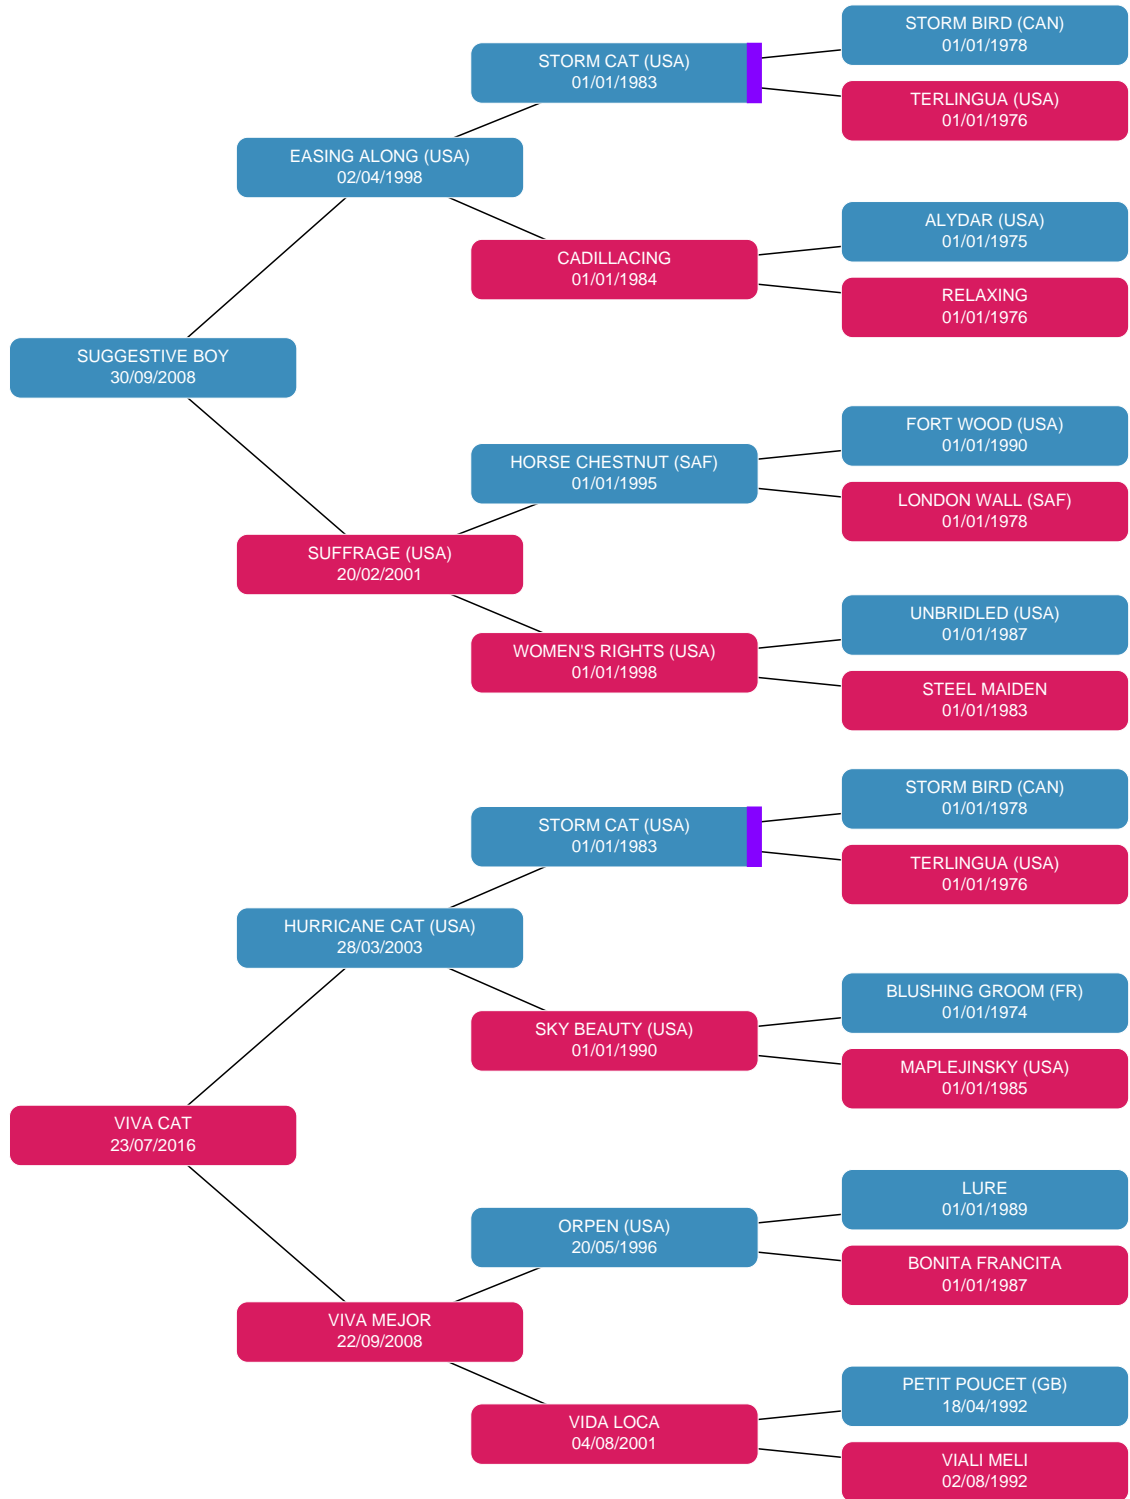 STORM BIRD (CAN)
01/01/1978
STORM CAT (USA)
01/01/1983
TERLINGUA (USA)
01/01/1976
EASING ALONG (USA)
02/04/1998
ALYDAR (USA)
01/01/1975
CADILLACING
01/01/1984
RELAXING
01/01/1976
SUGGESTIVE BOY
30/09/2008
FORT WOOD (USA)
01/01/1990
HORSE CHESTNUT (SAF)
01/01/1995
LONDON WALL (SAF)
01/01/1978
SUFFRAGE (USA)
20/02/2001
UNBRIDLED (USA)
01/01/1987
WOMEN'S RIGHTS (USA)
01/01/1998
STEEL MAIDEN
01/01/1983
STORM BIRD (CAN)
01/01/1978
STORM CAT (USA)
01/01/1983
TERLINGUA (USA)
01/01/1976
HURRICANE CAT (USA)
28/03/2003
BLUSHING GROOM (FR)
01/01/1974
SKY BEAUTY (USA)
01/01/1990
MAPLEJINSKY (USA)
01/01/1985
VIVA CAT
23/07/2016
LURE
01/01/1989
ORPEN (USA)
20/05/1996
BONITA FRANCITA
01/01/1987
VIVA MEJOR
22/09/2008
PETIT POUCET (GB)
18/04/1992
VIDA LOCA
04/08/2001
VIALI MELI
02/08/1992